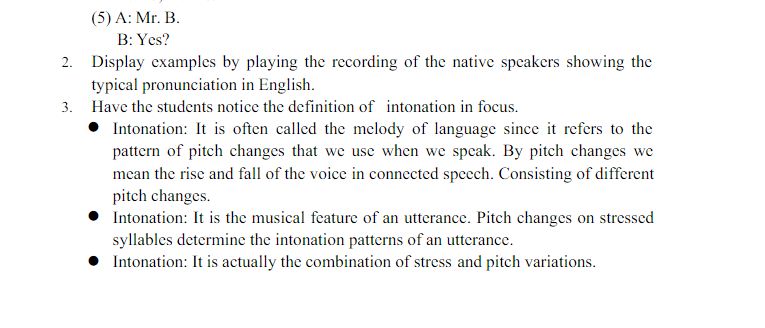 (5) A: Mr. B.
B: Yes?
2. Display examples by playing the recording of the native speakers showing the
typical pronunciation in English.
3. Have the students notice the definition of intonation in focus.
● Intonation: It is often called the melody of language since it refers to the
pattern of pitch changes that we use when we speak. By pitch changes we
mean the rise and fall of the voice in connected speech. Consisting of different
pitch changes.
● Intonation: It is the musical feature of an utterance. Pitch changes on stressed
syllables determine the intonation patterns of an utterance.
● Intonation: It is actually the combination of stress and pitch variations.